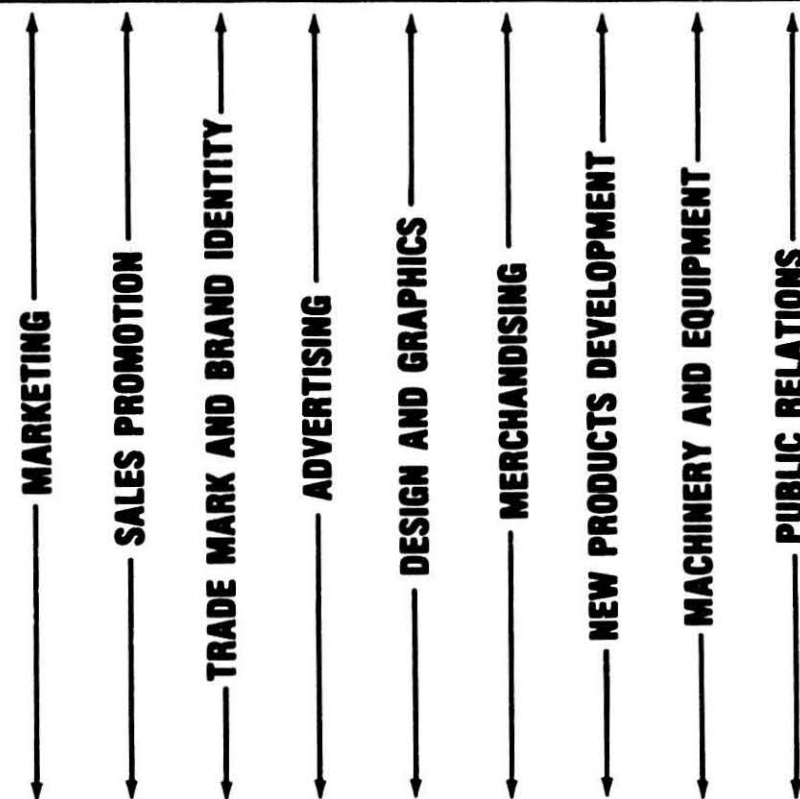 MARKETING
SALES PROMOTION
TRADE MARK AND BRAND IDENTITY
ADVERTISING
DESIGN AND GRAPHICS
MERCHANDISING
NEW PRODUCTS DEVELOPMENT
MACHINERY AND EQUIPMENT
PUBLIC RELATIONS